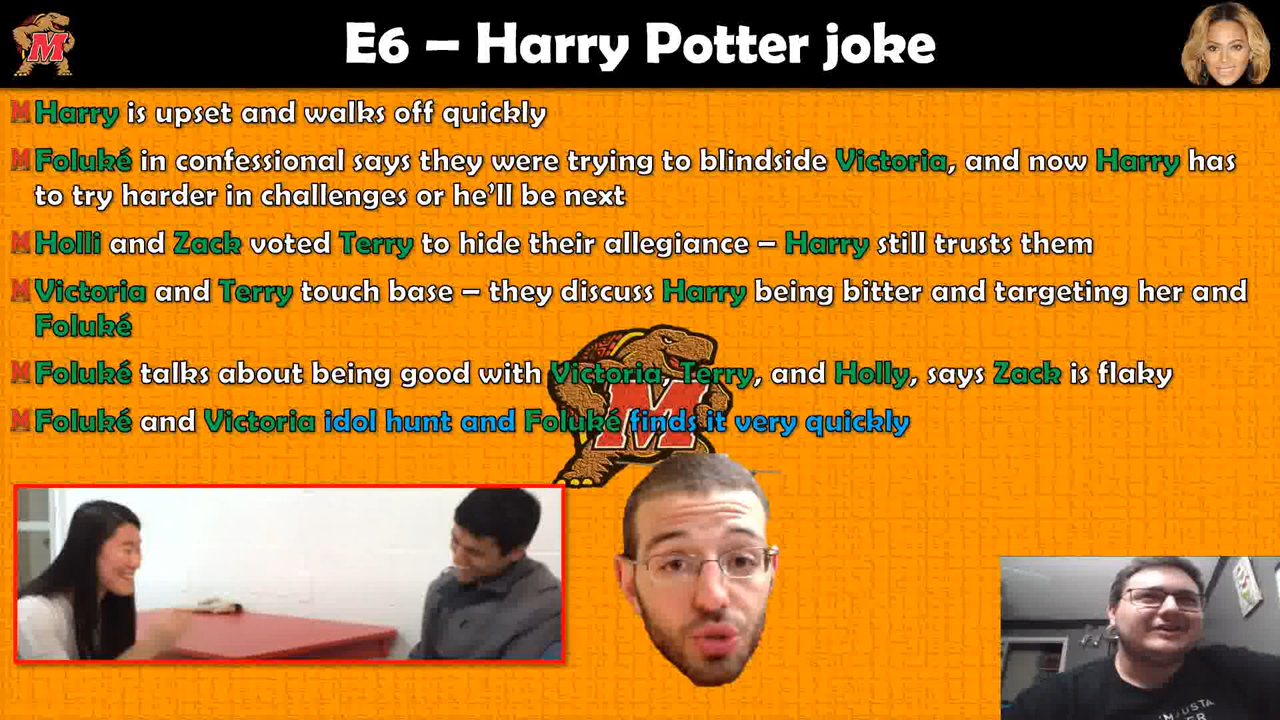 E6 – Harry Potter joke
Harry is upset and walks off quickly
Foluké in confessional says they were trying to blindside Victoria, and now Harry has
to try harder in challenges or he'll be next
Holli and Zack voted Terry to hide their allegiance – Harry still trusts them
Victoria and Terry touch base – they discuss Harry being bitter and targeting her and
Foluké
Foluké talks about being good with Victoria, Terry, and Holly, says Zack is flaky
Foluké and Victoria idol hunt and Foluké finds it very quickly
M